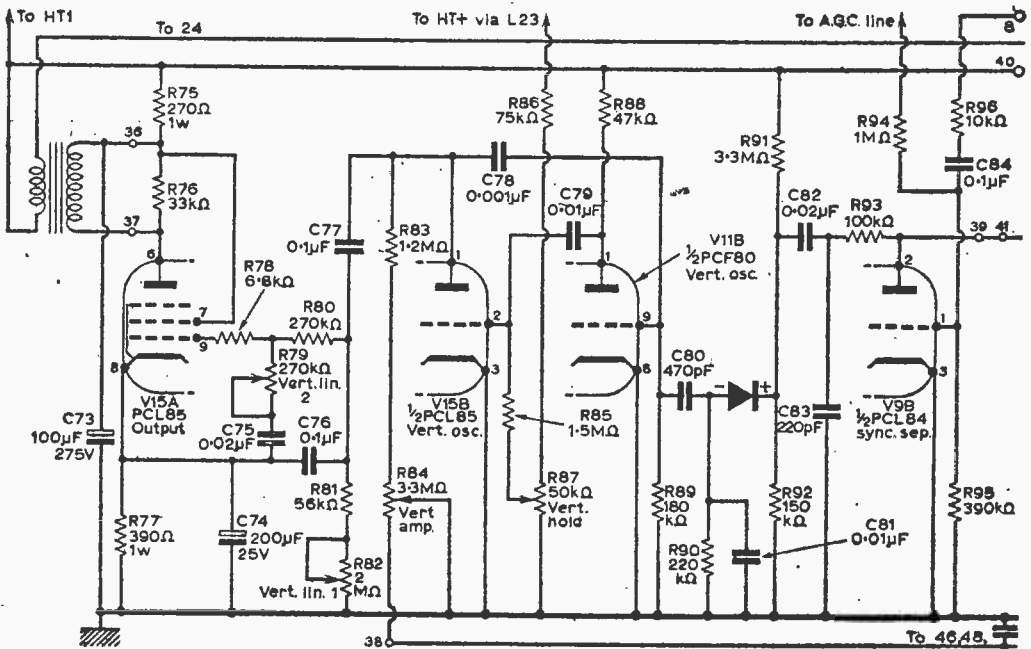 To HT1
To 24
To HT+ via L23
To A.G.C. line
8
40
R75
270Ω
1w
36
R76
33kΩ
37
6
R78
6·8kΩ
7
9
8
V15A
PCL85
Output
C73
100μF
275V
R77
390Ω
1w
C74
200μF
25V
R79
270kΩ
Vert. lin.
2
C75
0·02μF
C76
0·1μF
R80
270kΩ
C77
0·1μF
R81
56kΩ
R82
2
MΩ
Vert. lin. 1
R83
1·2MΩ
R84
3·3MΩ
Vert
amp.
38
C78
0·001μF
1
2
3
V15B
½PCL85
Vert. osc.
R86
75kΩ
C79
0·01μF
R85
1·5MΩ
R87
50kΩ
Vert.
hold
R88
47kΩ
1
9
V11B
½PCF80
Vert. osc.
C80
470pF
+
R89
180
kΩ
R90
220
kΩ
C81
0·01μF
R91
3·3MΩ
C82
0·02μF
C83
220pF
R92
150
kΩ
R93
100kΩ
R94
1MΩ
R96
10kΩ
C84
0·1μF
39
41
2
1
3
V9B
½PCL84
sync. sep.
R95
390kΩ
To 46,48,